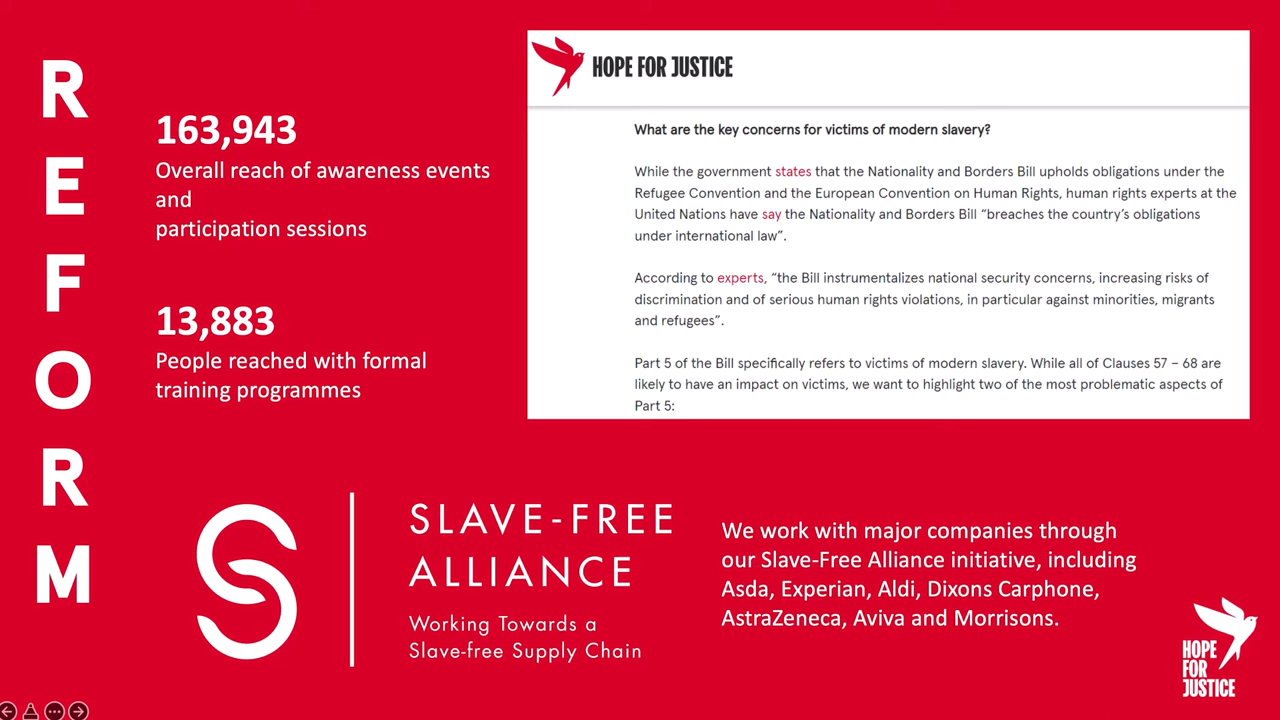 REFORM
163,943
Overall reach of awareness events
and
participation sessions
13,883
People reached with formal
training programmes
HOPE FOR JUSTICE
What are the key concerns for victims of modern slavery?
While the government states that the Nationality and Borders Bill upholds obligations under the
Refugee Convention and the European Convention on Human Rights, human rights experts at the
United Nations have say the Nationality and Borders Bill “breaches the country’s obligations
under international law”.
According to experts, “the Bill instrumentalizes national security concerns, increasing risks of
discrimination and of serious human rights violations, in particular against minorities, migrants
and refugees”.
Part 5 of the Bill specifically refers to victims of modern slavery. While all of Clauses 57 – 68 are
likely to have an impact on victims, we want to highlight two of the most problematic aspects of
Part 5:
SLAVE-FREE
ALLIANCE
Working Towards a
Slave-free Supply Chain
We work with major companies through
our Slave-Free Alliance initiative, including
Asda, Experian, Aldi, Dixons Carphone,
AstraZeneca, Aviva and Morrisons.
HOPE
FOR
JUSTICE